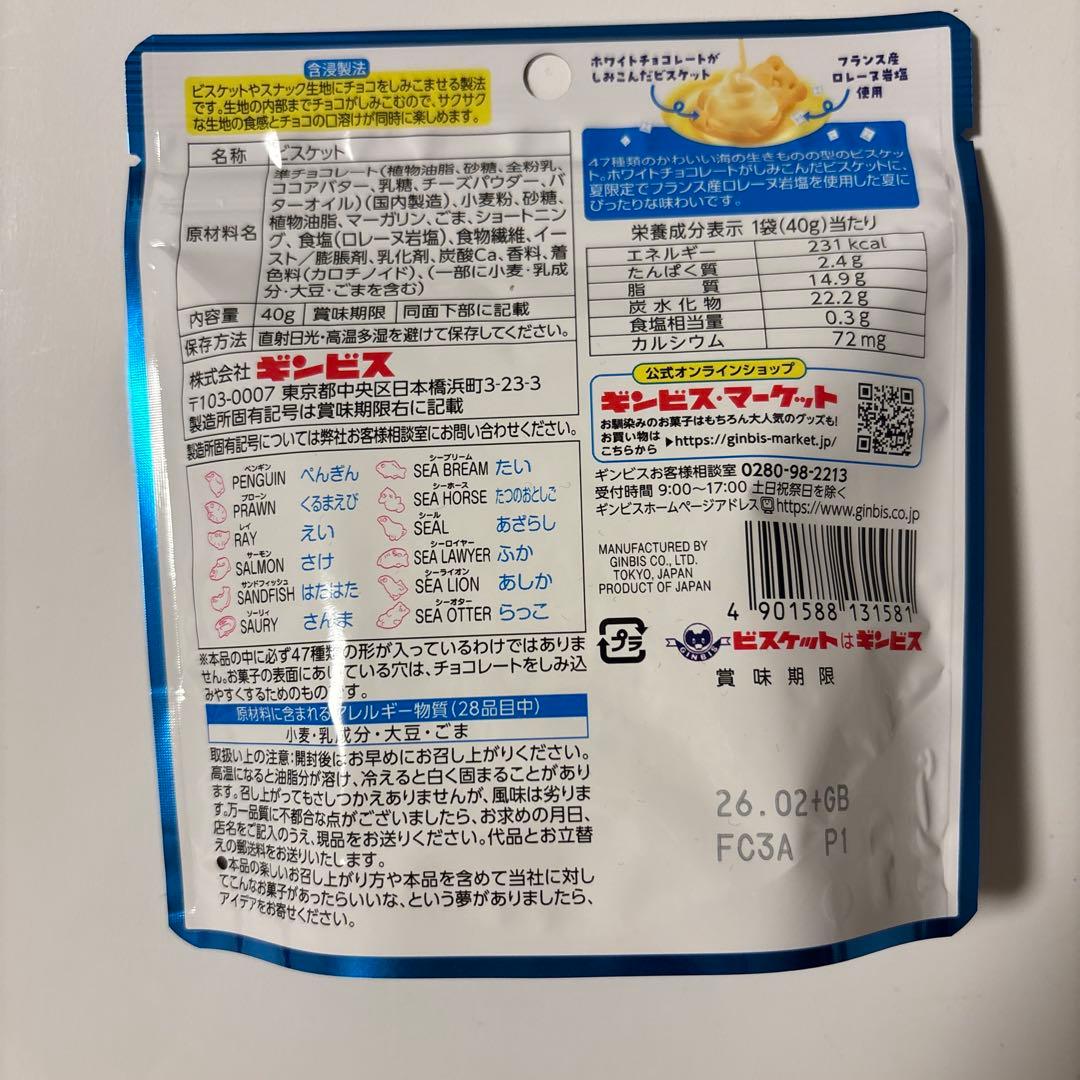 含浸製法
ビスケットやスナック生地にチョコをしみこませる製法
です。生地の内部までチョコがしみこむので、サクサク
な生地の食感とチョコの口溶けが同時に楽しめます。
ホワイトチョコレートが
しみこんだビスケット
フランス産
ロレーヌ岩塩
使用
47種類のかわいい海の生きものの型のビスケッ
ト。ホワイトチョコレートがしみこんだビスケットに、
夏限定でフランス産ロレーヌ岩塩を使用した夏に
ぴったりな味わいです。
名称 ビスケット
原材料名
準チョコレート(植物油脂、砂糖、全粉乳、
ココアバター、乳糖、チーズパウダー、バ
ターオイル)(国内製造)、小麦粉、砂糖、
植物油脂、マーガリン、ごま、ショートニン
グ、食塩(ロレーヌ岩塩)、食物繊維、イー
スト/膨脹剤、乳化剤、炭酸Ca、香料、着
色料(カロチノイド)、(一部に小麦・乳成
分・大豆・ごまを含む)
内容量 40g 賞味期限 同面下部に記載
保存方法 直射日光・高温多湿を避けて保存してください。
株式会社 ギンビス
〒103-0007 東京都中央区日本橋浜町3-23-3
製造所固有記号は賞味期限右に記載
製造所固有記号については弊社お客様相談室にお問い合わせください。
栄養成分表示 1袋(40g)当たり
エネルギー 231 kcal
たんぱく質 2.4g
脂質 14.9g
炭水化物 22.2g
食塩相当量 0.3g
カルシウム 72mg
公式オンラインショップ
ギンビス・マーケット
お馴染みのお菓子はもちろん大人気のグッズも!
お買い物は
こちらから ▶https://ginbis-market.jp/
ギンビスお客様相談室 0280-98-2213
受付時間 9:00~17:00 土日祝祭日を除く
ギンビスホームページアドレス https://www.ginbis.co.jp
ペンギン
PENGUIN ぺんぎん
プローン
PRAWN くるまえび
レイ
RAY えい
サーモン
SALMON さけ
サンドフィッシュ
SANDFISH はたはた
ソーリィ
SAURY さんま
シーブリーム
SEA BREAM たい
シーホース
SEA HORSE たつのおとしご
シール
SEAL あざらし
シーロイヤー
SEA LAWYER ふか
シーライオン
SEA LION あしか
シーオター
SEA OTTER らっこ
MANUFACTURED BY
GINBIS CO., LTD.
TOKYO, JAPAN
PRODUCT OF JAPAN
4 901588 131581
プラ
GINBIS
ビスケットはギンビス
賞味期限
26.02+GB
FC3A P1
※本品の中に必ず47種類の形が入っているわけではありま
せん。お菓子の表面にあいている穴は、チョコレートをしみ込
みやすくするためのものです。
原材料に含まれるアレルギー物質(28品目中)
小麦・乳成分・大豆・ごま
取扱い上の注意:開封後はお早めにお召し上がりください。
高温になると油脂分が溶け、冷えると白く固まることがあり
ます。召し上がってもさしつかえありませんが、風味は劣りま
す。万一品質に不都合な点がございましたら、お求めの月日、
店名をご記入のうえ、現品をお送りください。代品とお立替
えの郵送料をお送りいたします。
●本品の楽しいお召し上がり方や本品を含めて当社に対し
てこんなお菓子があったらいいな、という夢がありましたら、
アイデアをお寄せください。